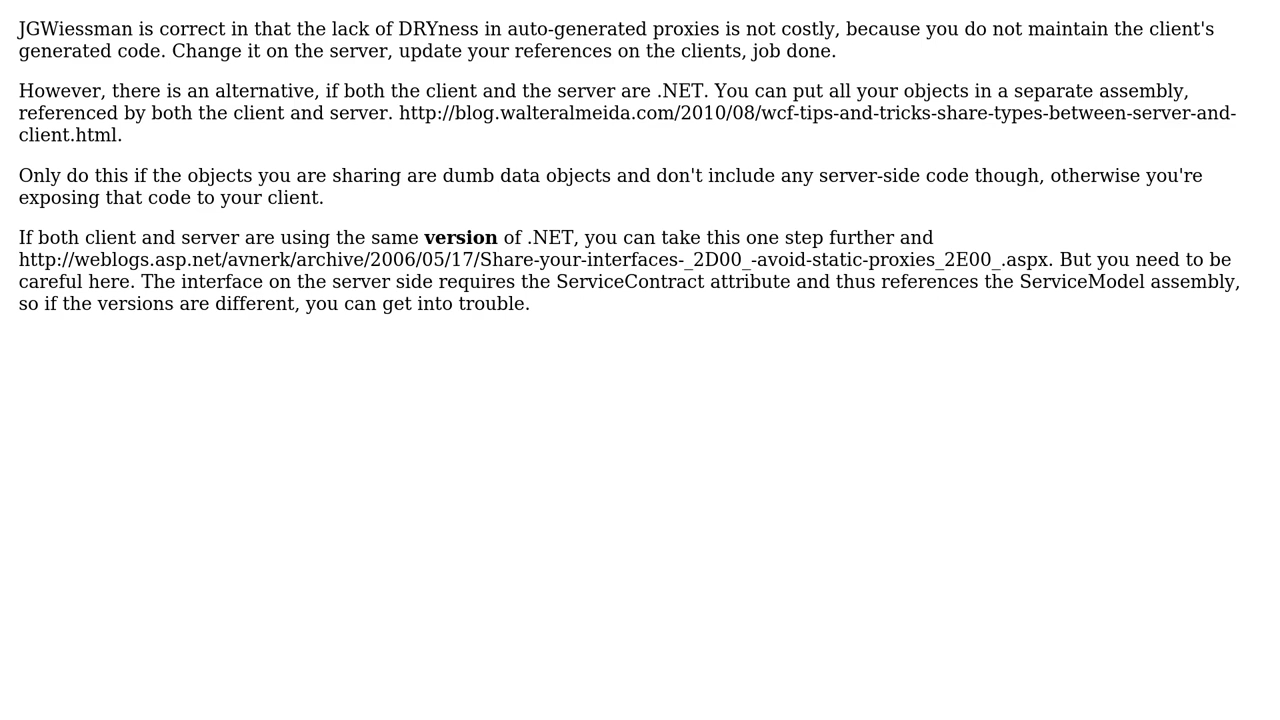 JGWiessman is correct in that the lack of DRYness in auto-generated proxies is not costly, because you do not maintain the client's
generated code. Change it on the server, update your references on the clients, job done.
However, there is an alternative, if both the client and the server are .NET. You can put all your objects in a separate assembly,
referenced by both the client and server. http://blog.walteralmeida.com/2010/08/wcf-tips-and-tricks-share-types-between-server-and-
client.html.
Only do this if the objects you are sharing are dumb data objects and don't include any server-side code though, otherwise you're
exposing that code to your client.
If both client and server are using the same version of .NET, you can take this one step further and
http://weblogs.asp.net/avnerk/archive/2006/05/17/Share-your-interfaces-_2D00_-avoid-static-proxies_2E00_.aspx. But you need to be
careful here. The interface on the server side requires the ServiceContract attribute and thus references the ServiceModel assembly,
so if the versions are different, you can get into trouble.